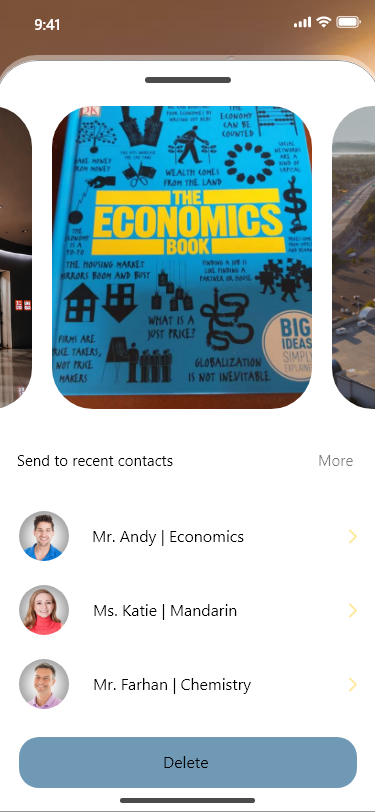 9:41
DK
THE ECONOMY
CAN BE
COUNTED
MAKE MONEY
FROM MONEY
WEALTH COMES
FROM THE LAND
SOCIAL
NETWORKS
ARE A
KIND OF
CAPITAL
THE
ECONOMICS
BOOK
THE
ECONOMY
IS A
YO-YO
THE HOUSING MARKET
MIRRORS BOOM AND BUST
FINDING A JOB IS
LIKE FINDING A
PARTNER OR HOUSE
WHAT IS A
JUST PRICE?
FIRMS ARE
PRICE TAKERS,
NOT PRICE
MAKERS
GLOBALIZATION
IS NOT INEVITABLE
BIG
IDEAS
SIMPLY
EXPLAINED
Send to recent contacts
More
Mr. Andy | Economics
Ms. Katie | Mandarin
Mr. Farhan | Chemistry
Delete